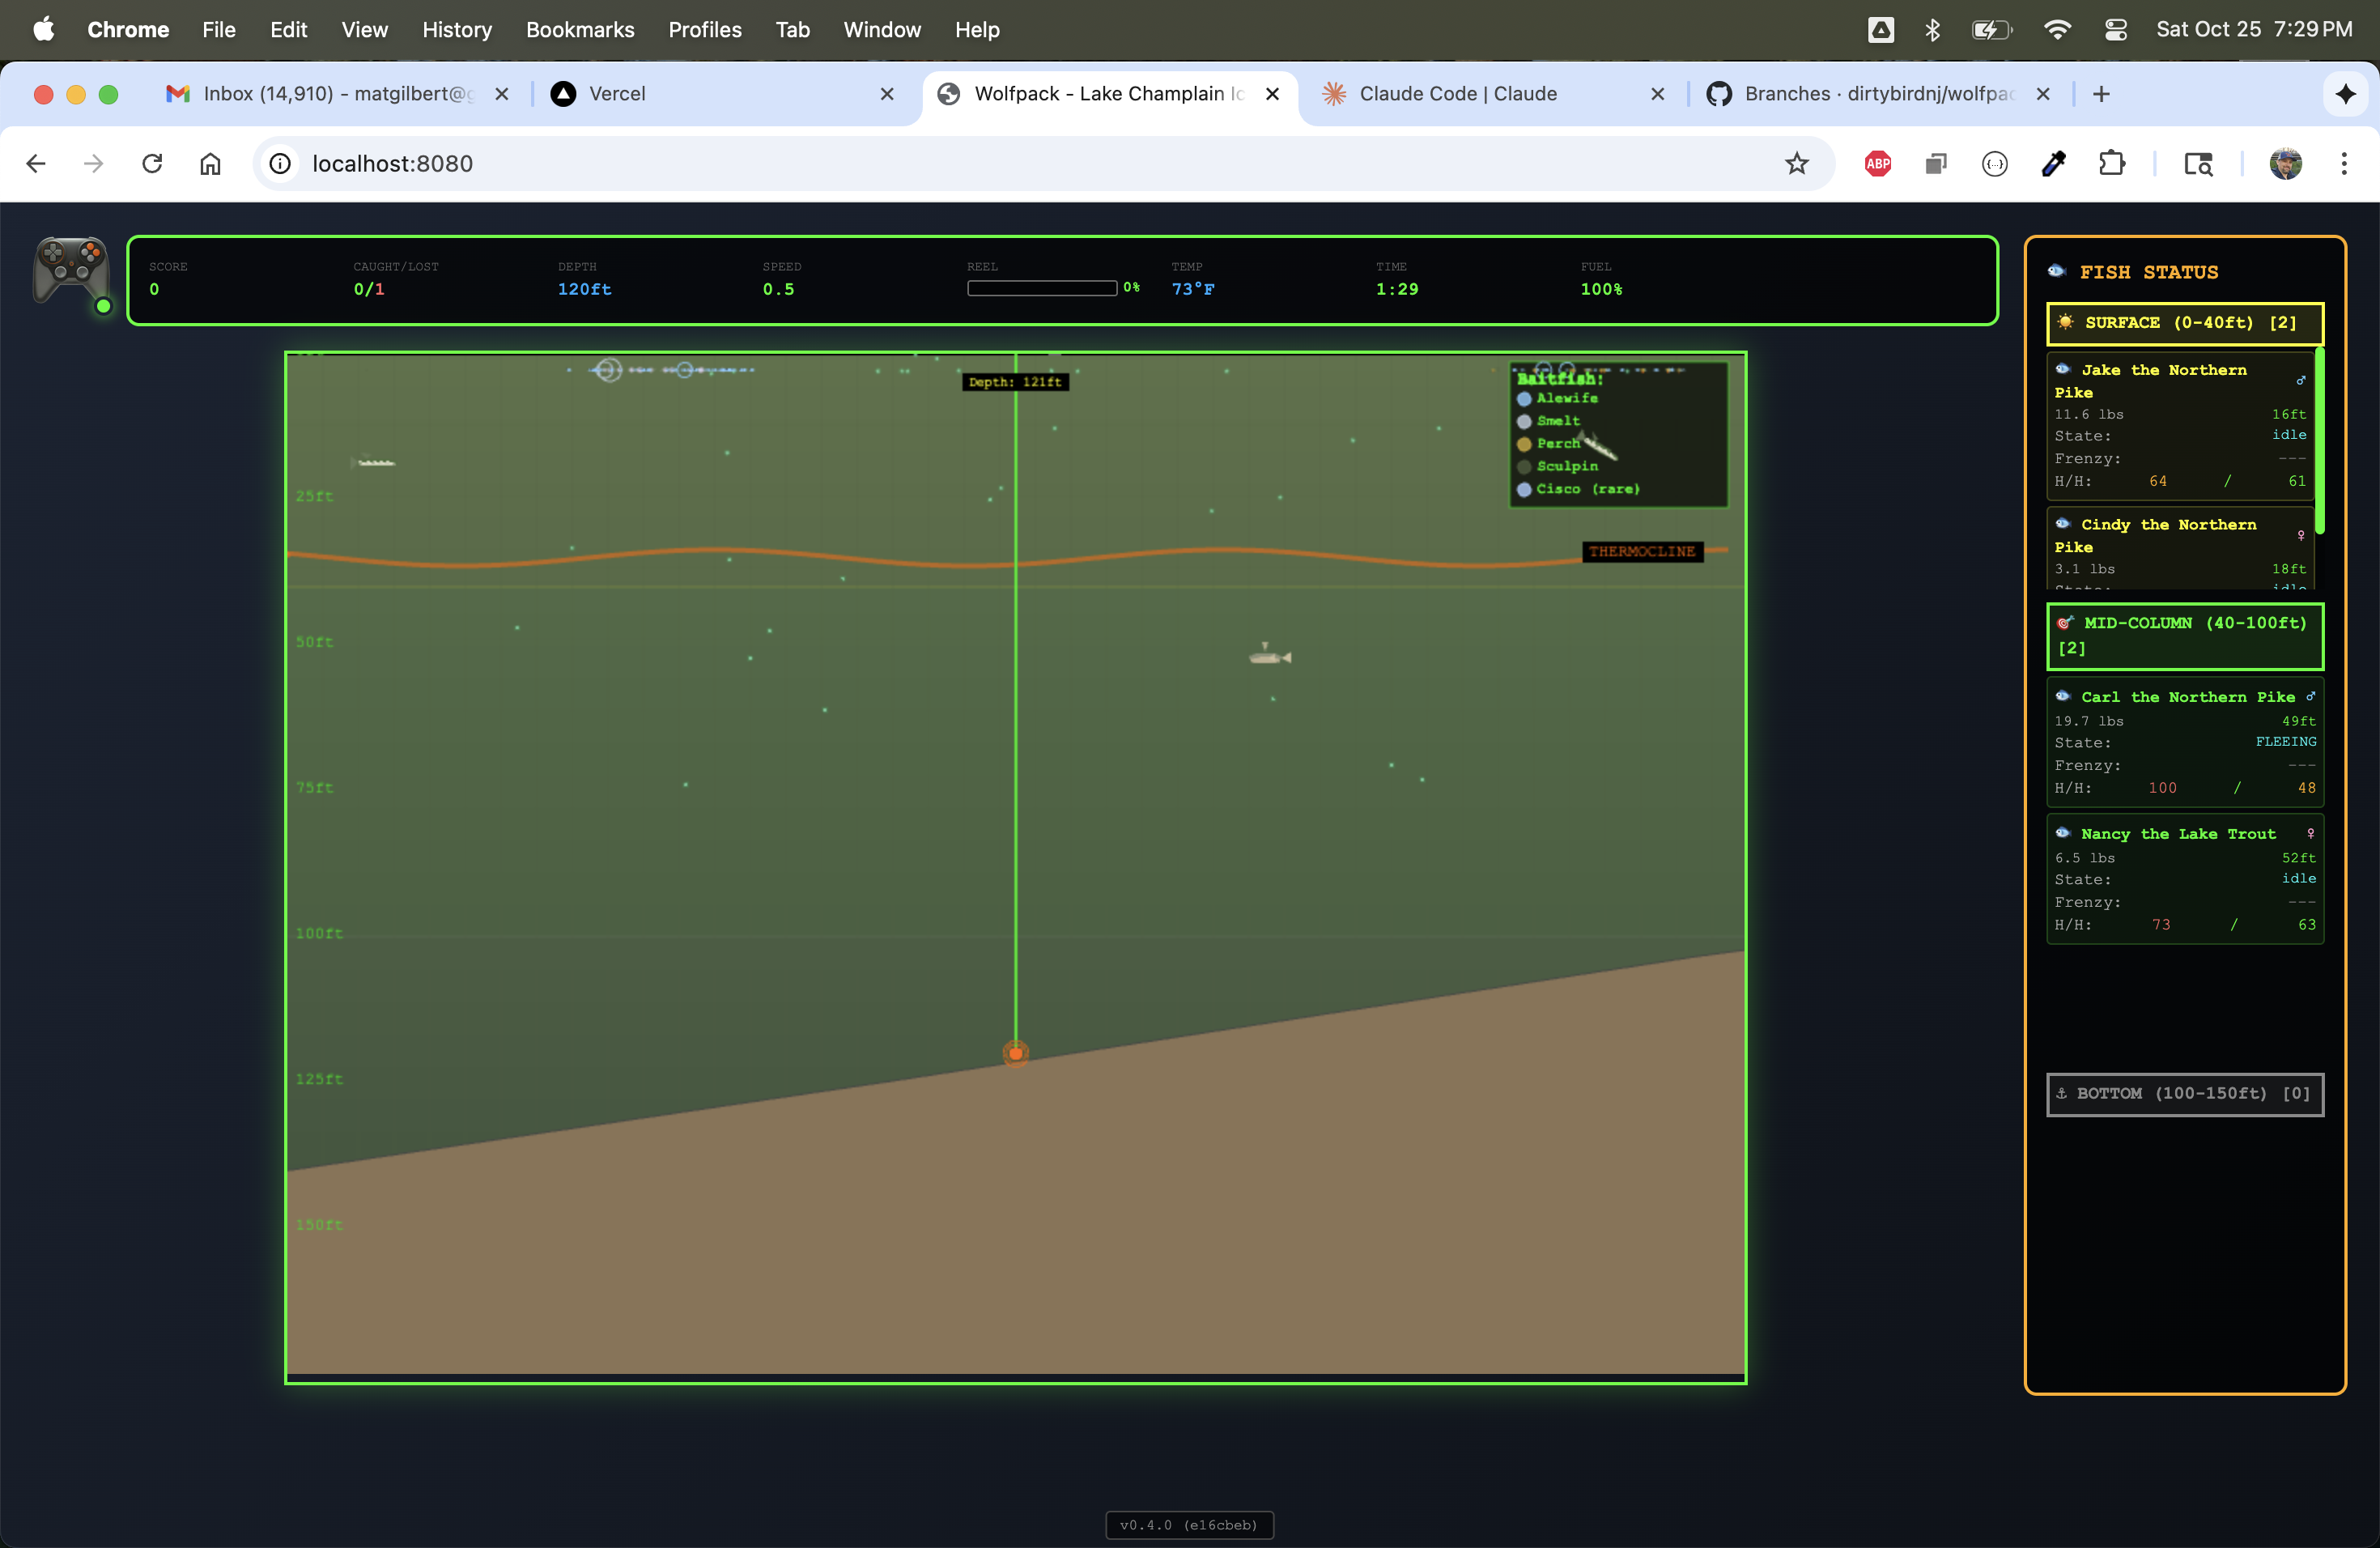 Chrome File Edit View History Bookmarks Profiles Tab Window Help Sat Oct 25 7:29 PM
Inbox (14,910) - matgilbert@g Vercel Wolfpack - Lake Champlain Ic Claude Code | Claude Branches · dirtybirdnj/wolfpac
localhost:8080 ABP
SCORE CAUGHT/LOST DEPTH SPEED REEL TEMP TIME FUEL
0 0/1 120ft 0.5 0% 73°F 1:29 100%
Depth: 121ft
Baitfish:
Alewife
Smelt
Perch
Sculpin
Cisco (rare)
25ft
THERMOCLINE
50ft
75ft
100ft
125ft
150ft
FISH STATUS
SURFACE (0-40ft) [2]
Jake the Northern
Pike ♂
11.6 lbs 16ft
State: idle
Frenzy: ---
H/H: 64 / 61
Cindy the Northern
Pike ♀
3.1 lbs 18ft
State: idle
MID-COLUMN (40-100ft)
[2]
Carl the Northern Pike ♂
19.7 lbs 49ft
State: FLEEING
Frenzy: ---
H/H: 100 / 48
Nancy the Lake Trout ♀
6.5 lbs 52ft
State: idle
Frenzy: ---
H/H: 73 / 63
BOTTOM (100-150ft) [0]
v0.4.0 (e16cbeb)